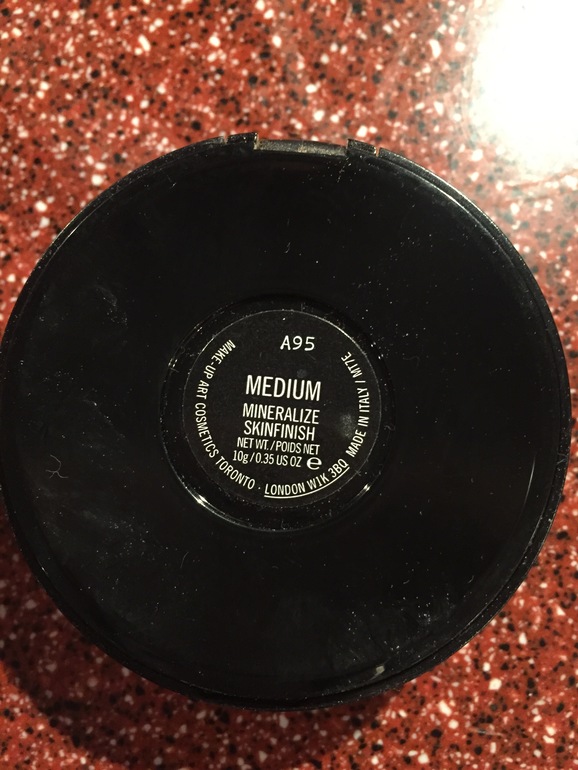 A95
MEDIUM
MINERALIZE
SKINFINISH
NET WT./POIDS NET
10g/0.35 US OZ e
MAKE-UP ART COSMETICS TORONTO · LONDON W1K 3BQ MADE IN ITALY / MT7E